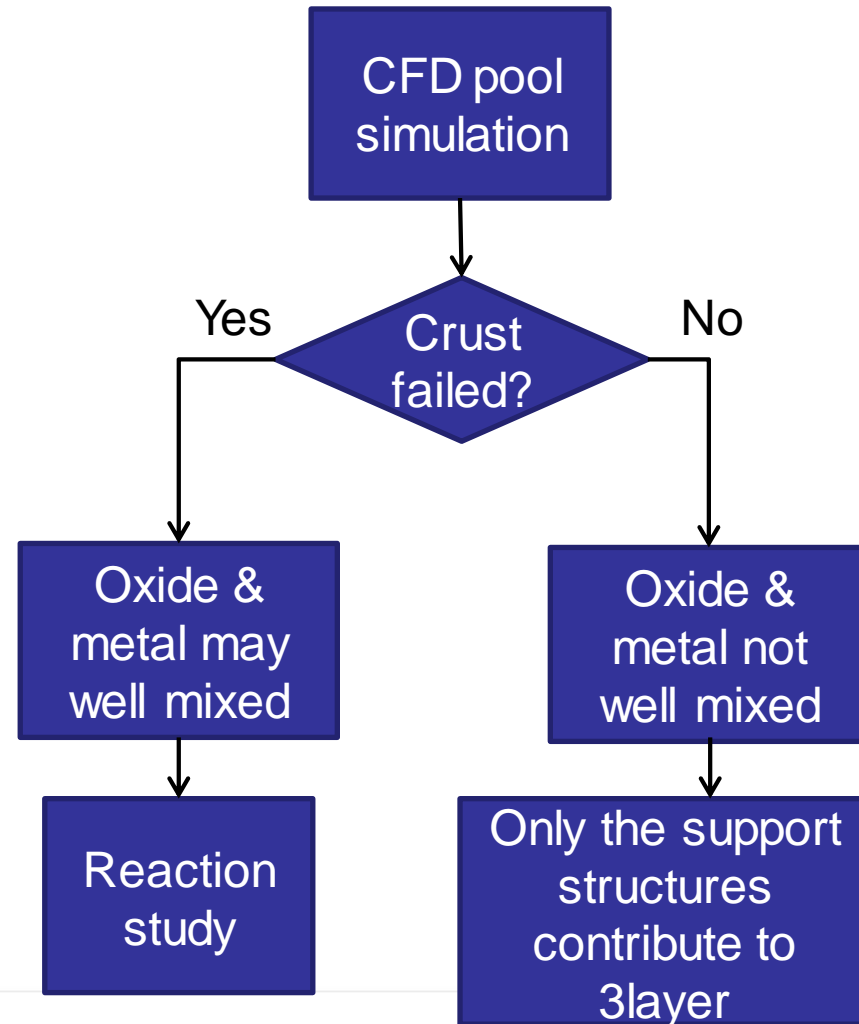 CFD pool
simulation
Yes
Crust
failed?
No
Oxide &
metal may
well mixed
Oxide &
metal not
well mixed
Reaction
study
Only the support
structures
contribute to
3layer